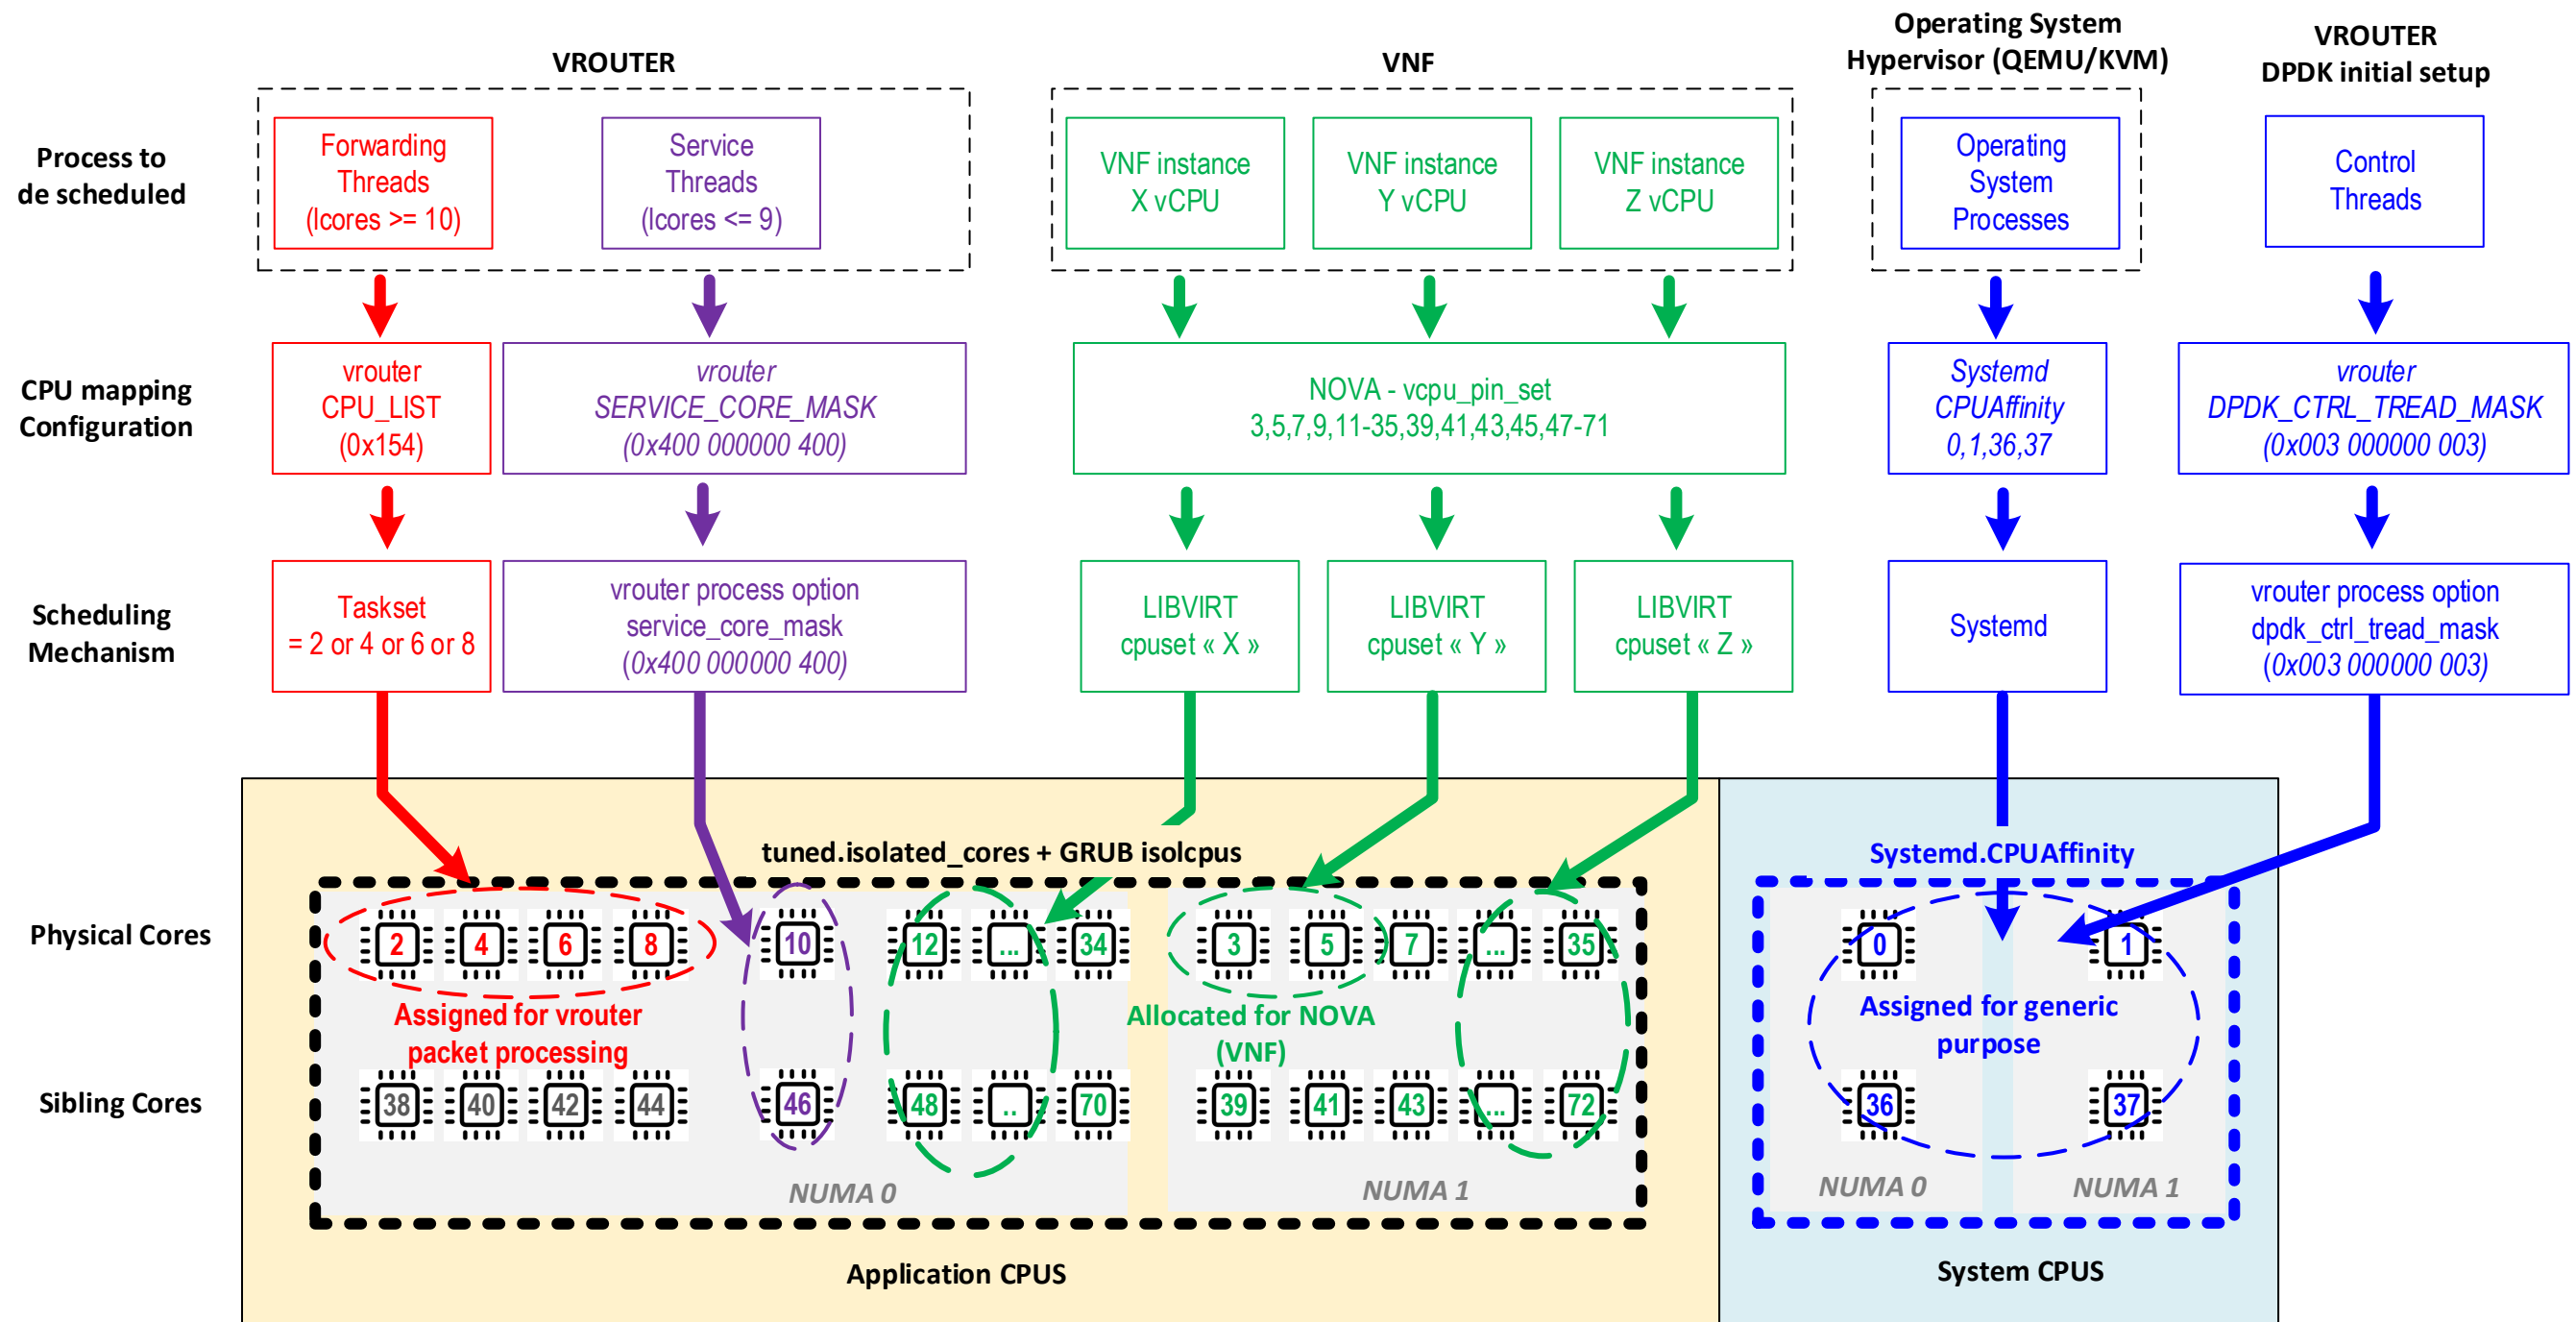 VROUTER
VNF
Operating System
Hypervisor (QEMU/KVM)
VROUTER
DPDK initial setup
Process to
de scheduled
Forwarding
Threads
(lcores >= 10)
Service
Threads
(lcores <= 9)
VNF instance
X vCPU
VNF instance
Y vCPU
VNF instance
Z vCPU
Operating
System
Processes
Control
Threads
CPU mapping
Configuration
vrouter
CPU_LIST
(0x154)
vrouter
SERVICE_CORE_MASK
(0x400 000000 400)
NOVA - vcpu_pin_set
3,5,7,9,11-35,39,41,43,45,47-71
Systemd
CPUAffinity
0,1,36,37
vrouter
DPDK_CTRL_TREAD_MASK
(0x003 000000 003)
Scheduling
Mechanism
Taskset
= 2 or 4 or 6 or 8
vrouter process option
service_core_mask
(0x400 000000 400)
LIBVIRT
cpuset « X »
LIBVIRT
cpuset « Y »
LIBVIRT
cpuset « Z »
Systemd
vrouter process option
dpdk_ctrl_tread_mask
(0x003 000000 003)
tuned.isolated_cores + GRUB isolcpus
Systemd.CPUAffinity
Physical Cores
2 4 6 8 10 12 ... 34 3 5 7 ... 35 0 1
Assigned for vrouter
packet processing
Allocated for NOVA
(VNF)
Assigned for generic
purpose
Sibling Cores
38 40 42 44 46 48 .. 70 39 41 43 ... 72 36 37
NUMA 0
NUMA 1
NUMA 0
NUMA 1
Application CPUS
System CPUS